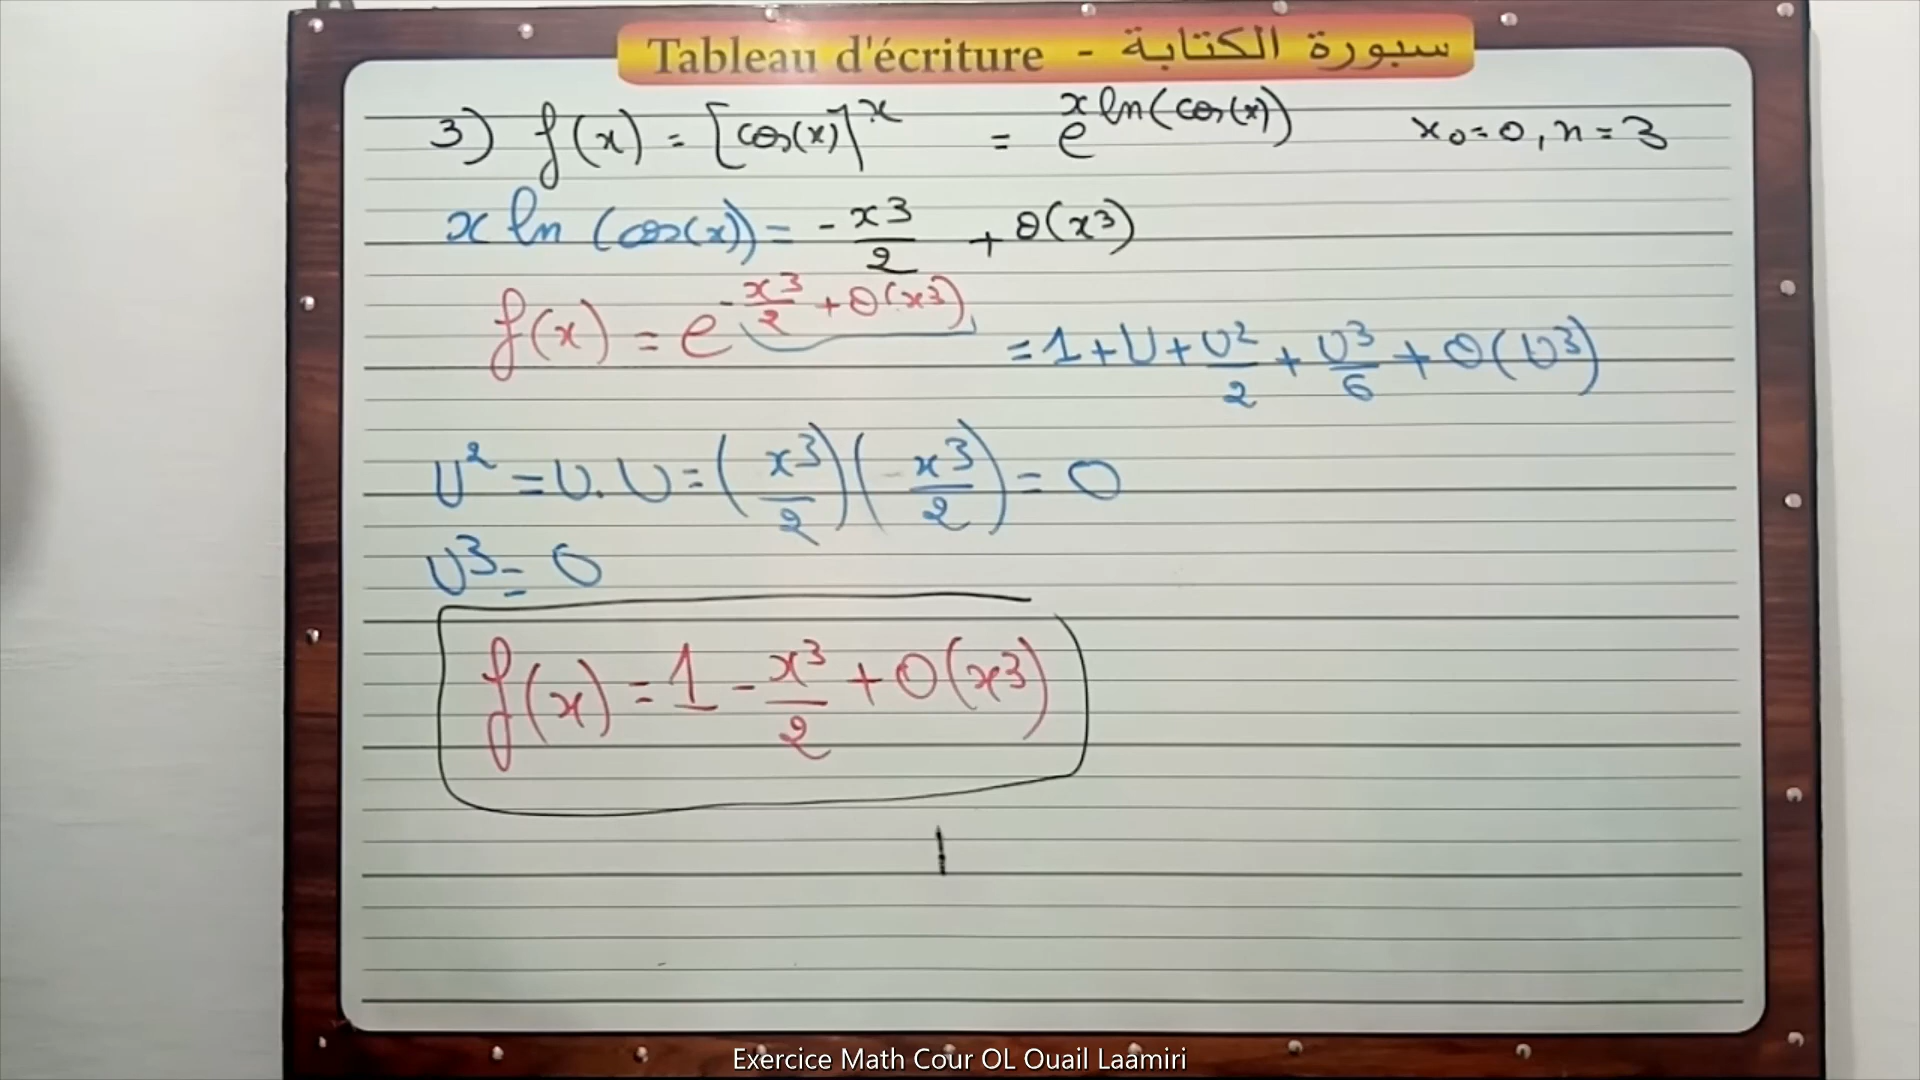 Tableau d'écriture - سبورة الكتابة
3) f(x) = [cos(x)]^x = e^{x ln(cos(x))} x₀=0, n=3
x ln (cos(x)) = -x³/2 + O(x³)
f(x) = e^{-x³/2 + O(x³)} = 1 + U + U²/2 + U³/6 + O(U³)
U² = U.U = (x³/2)(-x³/2) = 0
U³ = 0
f(x) = 1 - x³/2 + O(x³)
Exercice Math Cour OL Ouail Laamiri